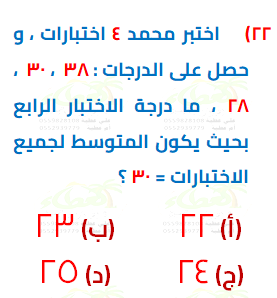 ٢٢) اختبر محمد ٤ اختبارات ، و
حصل على الدرجات : ٣٨ ، ٣٠ ،
٢٨ ، ما درجة الاختبار الرابع
بحيث يكون المتوسط لجميع
الاختبارات = ٣٠ ؟
(أ) ٢٢ (ب) ٢٣
(ج) ٢٤ (د) ٢٥